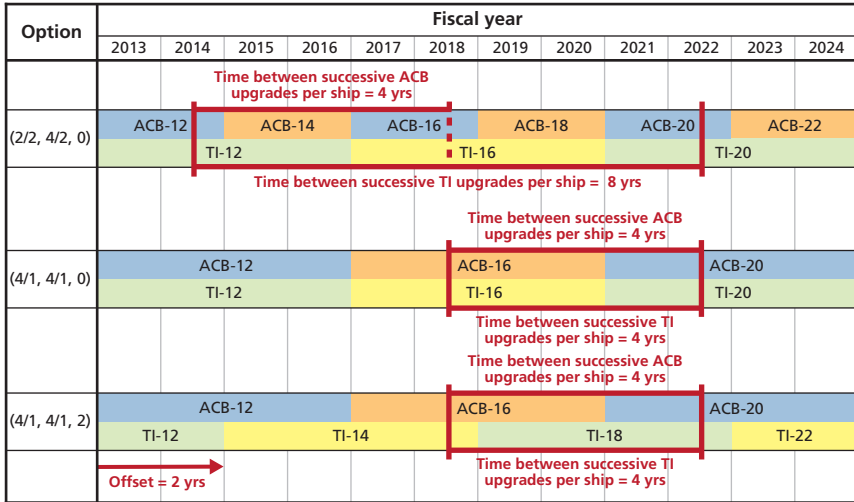 Option
Fiscal year
2013 2014 2015 2016 2017 2018 2019 2020 2021 2022 2023 2024
Time between successive ACB
upgrades per ship = 4 yrs
(2/2, 4/2, 0)
ACB-12 ACB-14 ACB-16 ACB-18 ACB-20 ACB-22
TI-12 TI-16 TI-20
Time between successive TI upgrades per ship = 8 yrs
Time between successive ACB
upgrades per ship = 4 yrs
(4/1, 4/1, 0)
ACB-12 ACB-16 ACB-20
TI-12 TI-16 TI-20
Time between successive TI
upgrades per ship = 4 yrs
Time between successive ACB
upgrades per ship = 4 yrs
(4/1, 4/1, 2)
ACB-12 ACB-16 ACB-20
TI-12 TI-14 TI-18 TI-22
Offset = 2 yrs
Time between successive TI
upgrades per ship = 4 yrs